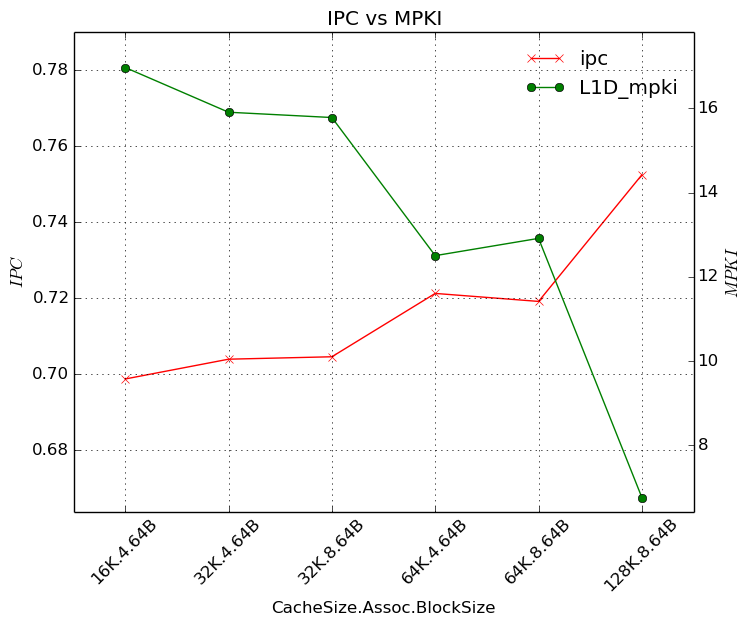 IPC vs MPKI
ipc
L1D_mpki
0.78
0.76
0.74
0.72
0.70
0.68
IPC
16
14
12
10
8
MPKI
16K.4.64B
32K.4.64B
32K.8.64B
64K.4.64B
64K.8.64B
128K.8.64B
CacheSize.Assoc.BlockSize